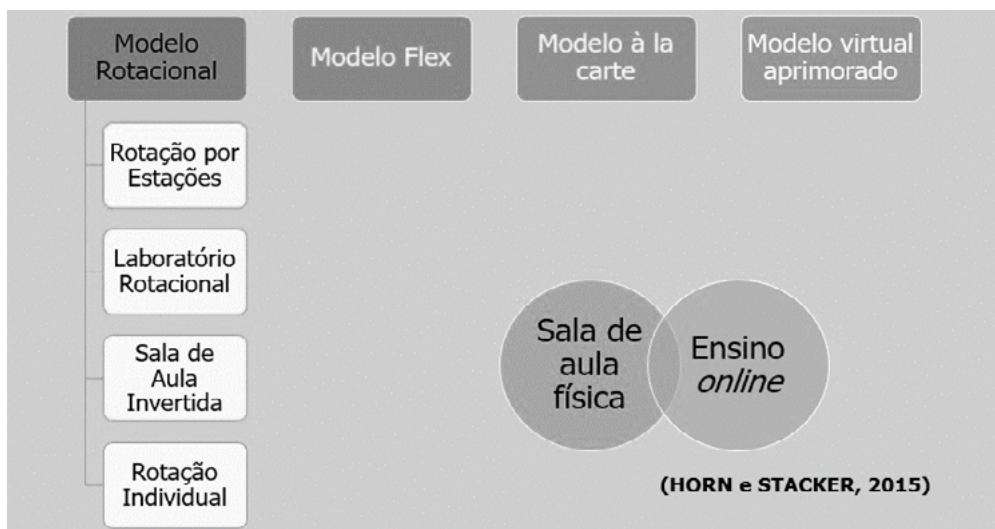 Modelo
Rotacional
Modelo Flex
Modelo à la
carte
Modelo virtual
aprimorado
Rotação por
Estações
Laboratório
Rotacional
Sala de
Aula
Invertida
Rotação
Individual
Sala de
aula
física
Ensino
online
(HORN e STACKER, 2015)